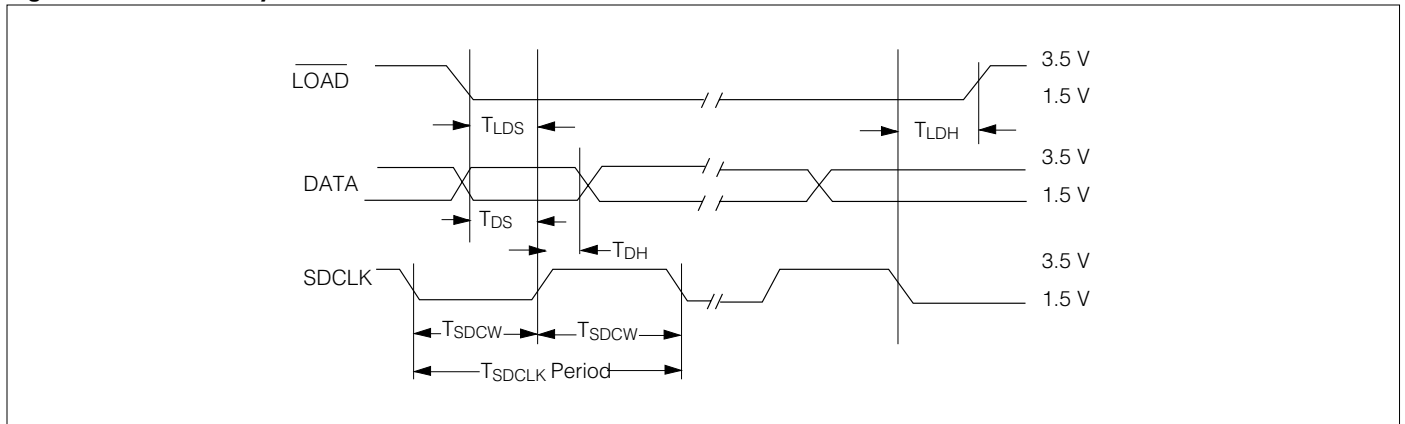 LOAD
3.5 V
1.5 V
TLDS
TLDH
DATA
3.5 V
1.5 V
TDS
TDH
SDCLK
3.5 V
1.5 V
TSDCW
TSDCW
TSDCLK Period